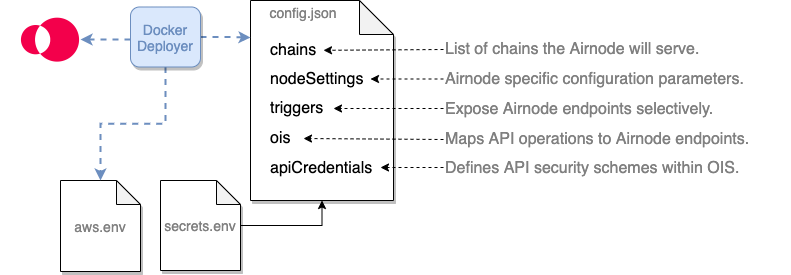 config.json
Docker
Deployer
chains
List of chains the Airnode will serve.
nodeSettings
Airnode specific configuration parameters.
triggers
Expose Airnode endpoints selectively.
ois
Maps API operations to Airnode endpoints.
apiCredentials
Defines API security schemes within OIS.
aws.env
secrets.env